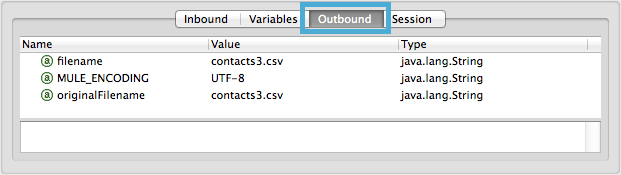 Inbound Variables Outbound Session
Name Value Type
filename contacts3.csv java.lang.String
MULE_ENCODING UTF-8 java.lang.String
originalFilename contacts3.csv java.lang.String